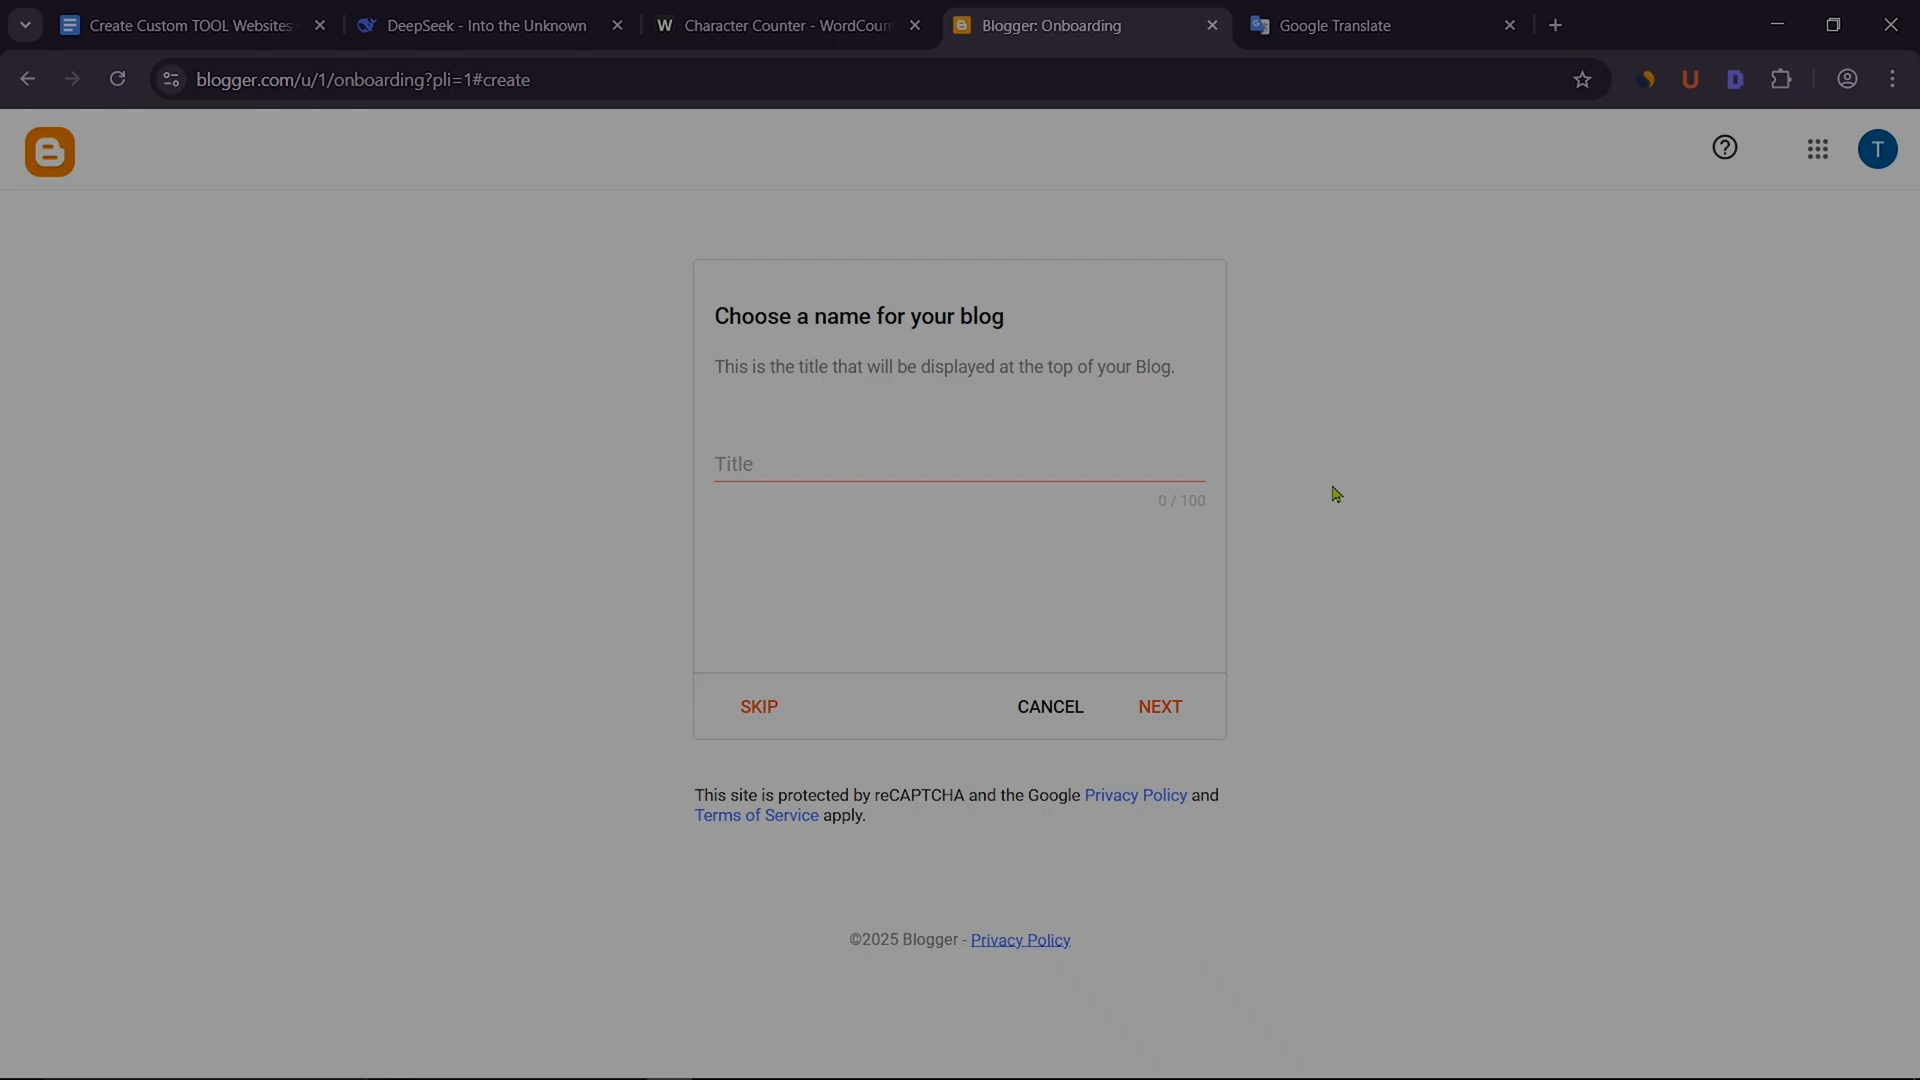 Create Custom TOOL Websites
DeepSeek - Into the Unknown
W Character Counter - WordCoun
Blogger: Onboarding
Google Translate
blogger.com/u/1/onboarding?pli=1#create
T
Choose a name for your blog
This is the title that will be displayed at the top of your Blog.
Title
0 / 100
SKIP CANCEL NEXT
This site is protected by reCAPTCHA and the Google Privacy Policy and
Terms of Service apply.
©2025 Blogger - Privacy Policy